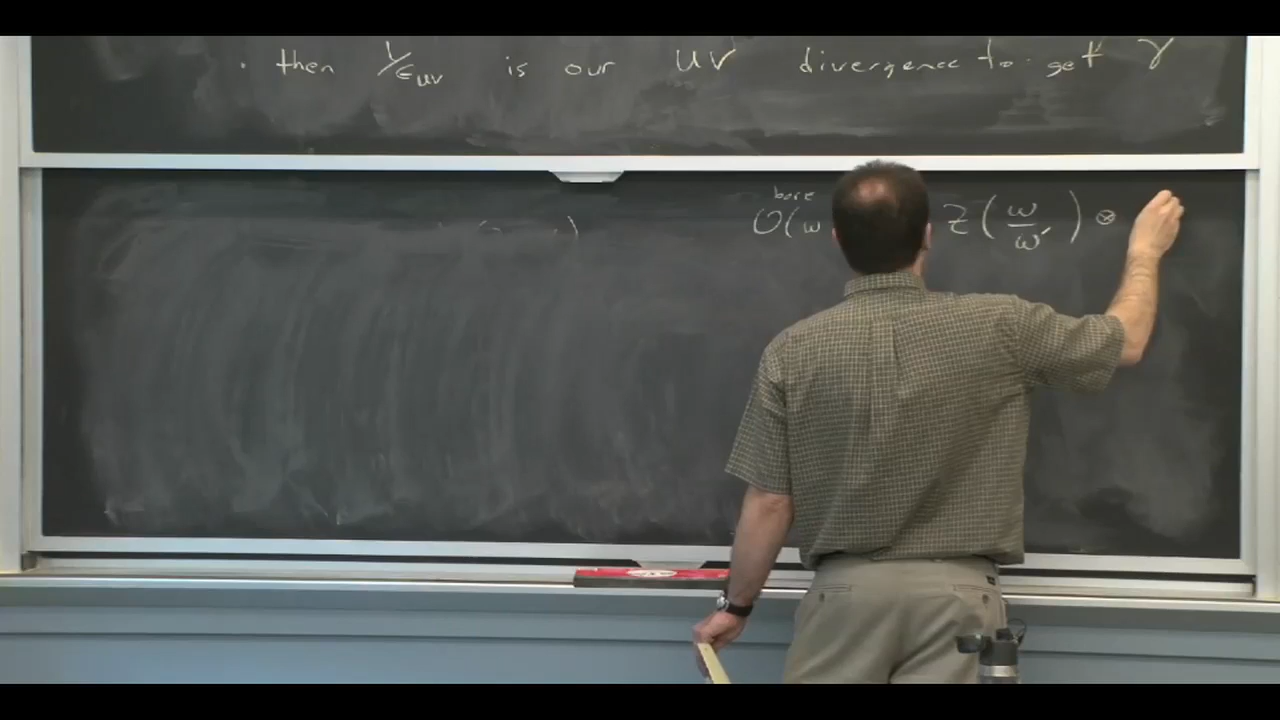 · then 1/ϵ_UV is our UV divergence to get γ
bare
O(ω Z(ω/ω′) ⊗